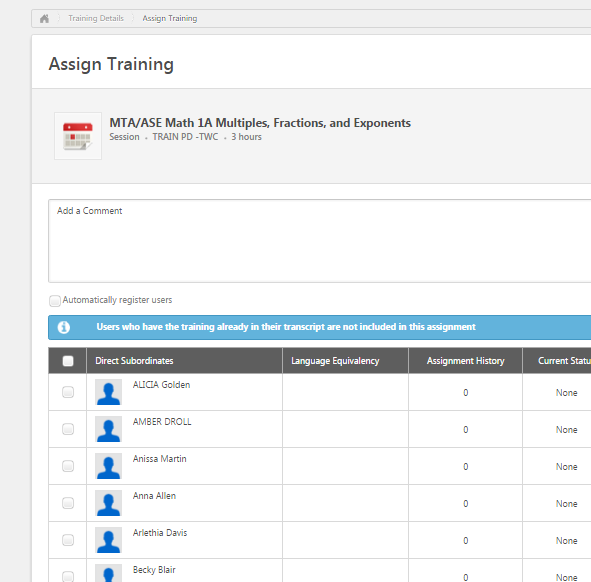 Training Details Assign Training
Assign Training
MTA/ASE Math 1A Multiples, Fractions, and Exponents
Session • TRAIN PD -TWC • 3 hours
Add a Comment
Automatically register users
Users who have the training already in their transcript are not included in this assignment
Direct Subordinates Language Equivalency Assignment History Current Statu
ALICIA Golden 0 None
AMBER DROLL 0 None
Anissa Martin 0 None
Anna Allen 0 None
Arlethia Davis 0 None
Becky Blair 0 None